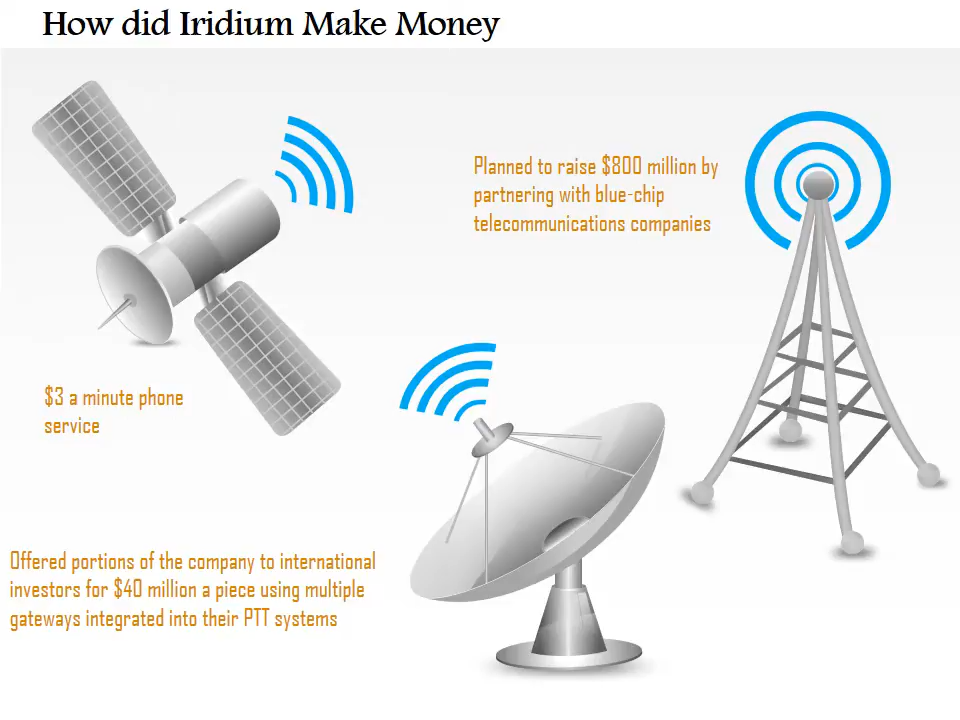 How did Iridium Make Money
Planned to raise $800 million by
partnering with blue-chip
telecommunications companies
$3 a minute phone
service
Offered portions of the company to international
investors for $40 million a piece using multiple
gateways integrated into their PTT systems